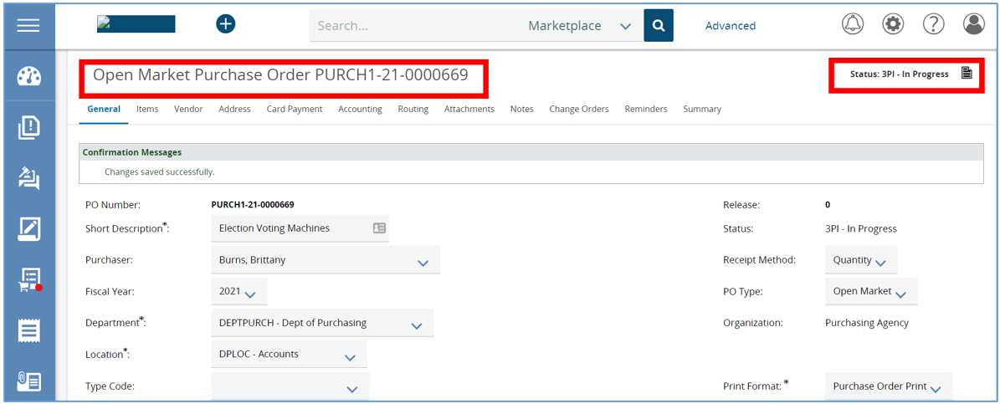 Search... Marketplace Advanced
Open Market Purchase Order PURCH1-21-0000669 Status: 3PI - In Progress
General Items Vendor Address Card Payment Accounting Routing Attachments Notes Change Orders Reminders Summary
Confirmation Messages
Changes saved successfully.
PO Number: PURCH1-21-0000669 Release: 0
Short Description*: Election Voting Machines Status: 3PI - In Progress
Purchaser: Burns, Brittany Receipt Method: Quantity
Fiscal Year: 2021 PO Type: Open Market
Department*: DEPTPURCH - Dept of Purchasing Organization: Purchasing Agency
Location*: DPLOC - Accounts
Type Code: Print Format: * Purchase Order Print